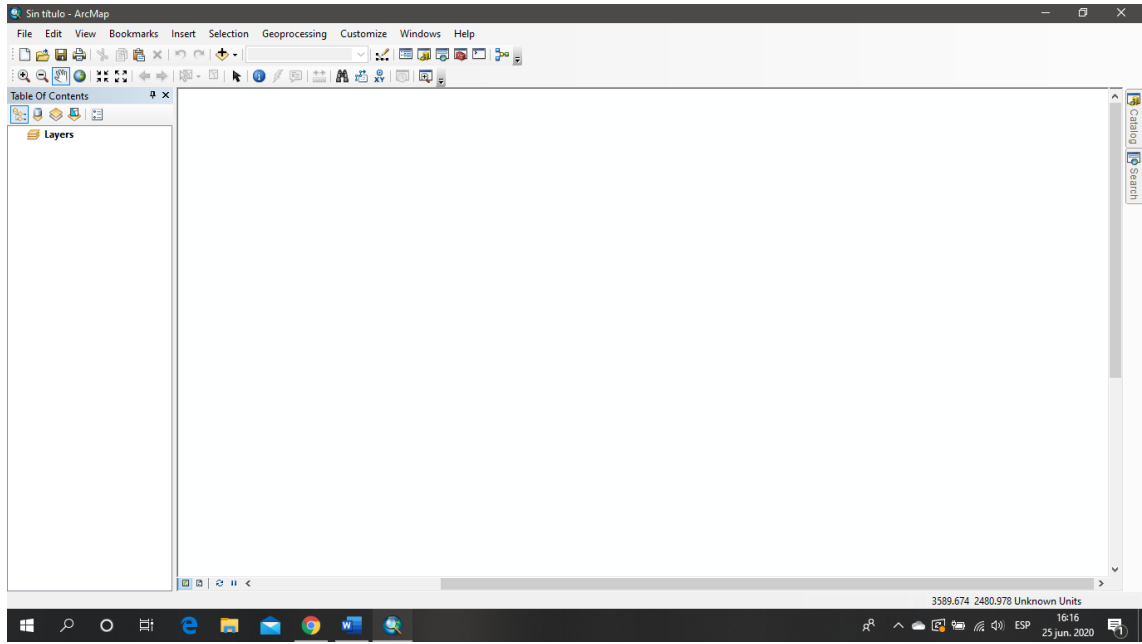 Sin título - ArcMap
File Edit View Bookmarks Insert Selection Geoprocessing Customize Windows Help
Table Of Contents
Layers
Catalog
Search
3589.674 2480.978 Unknown Units
ESP
16:16
25 jun. 2020